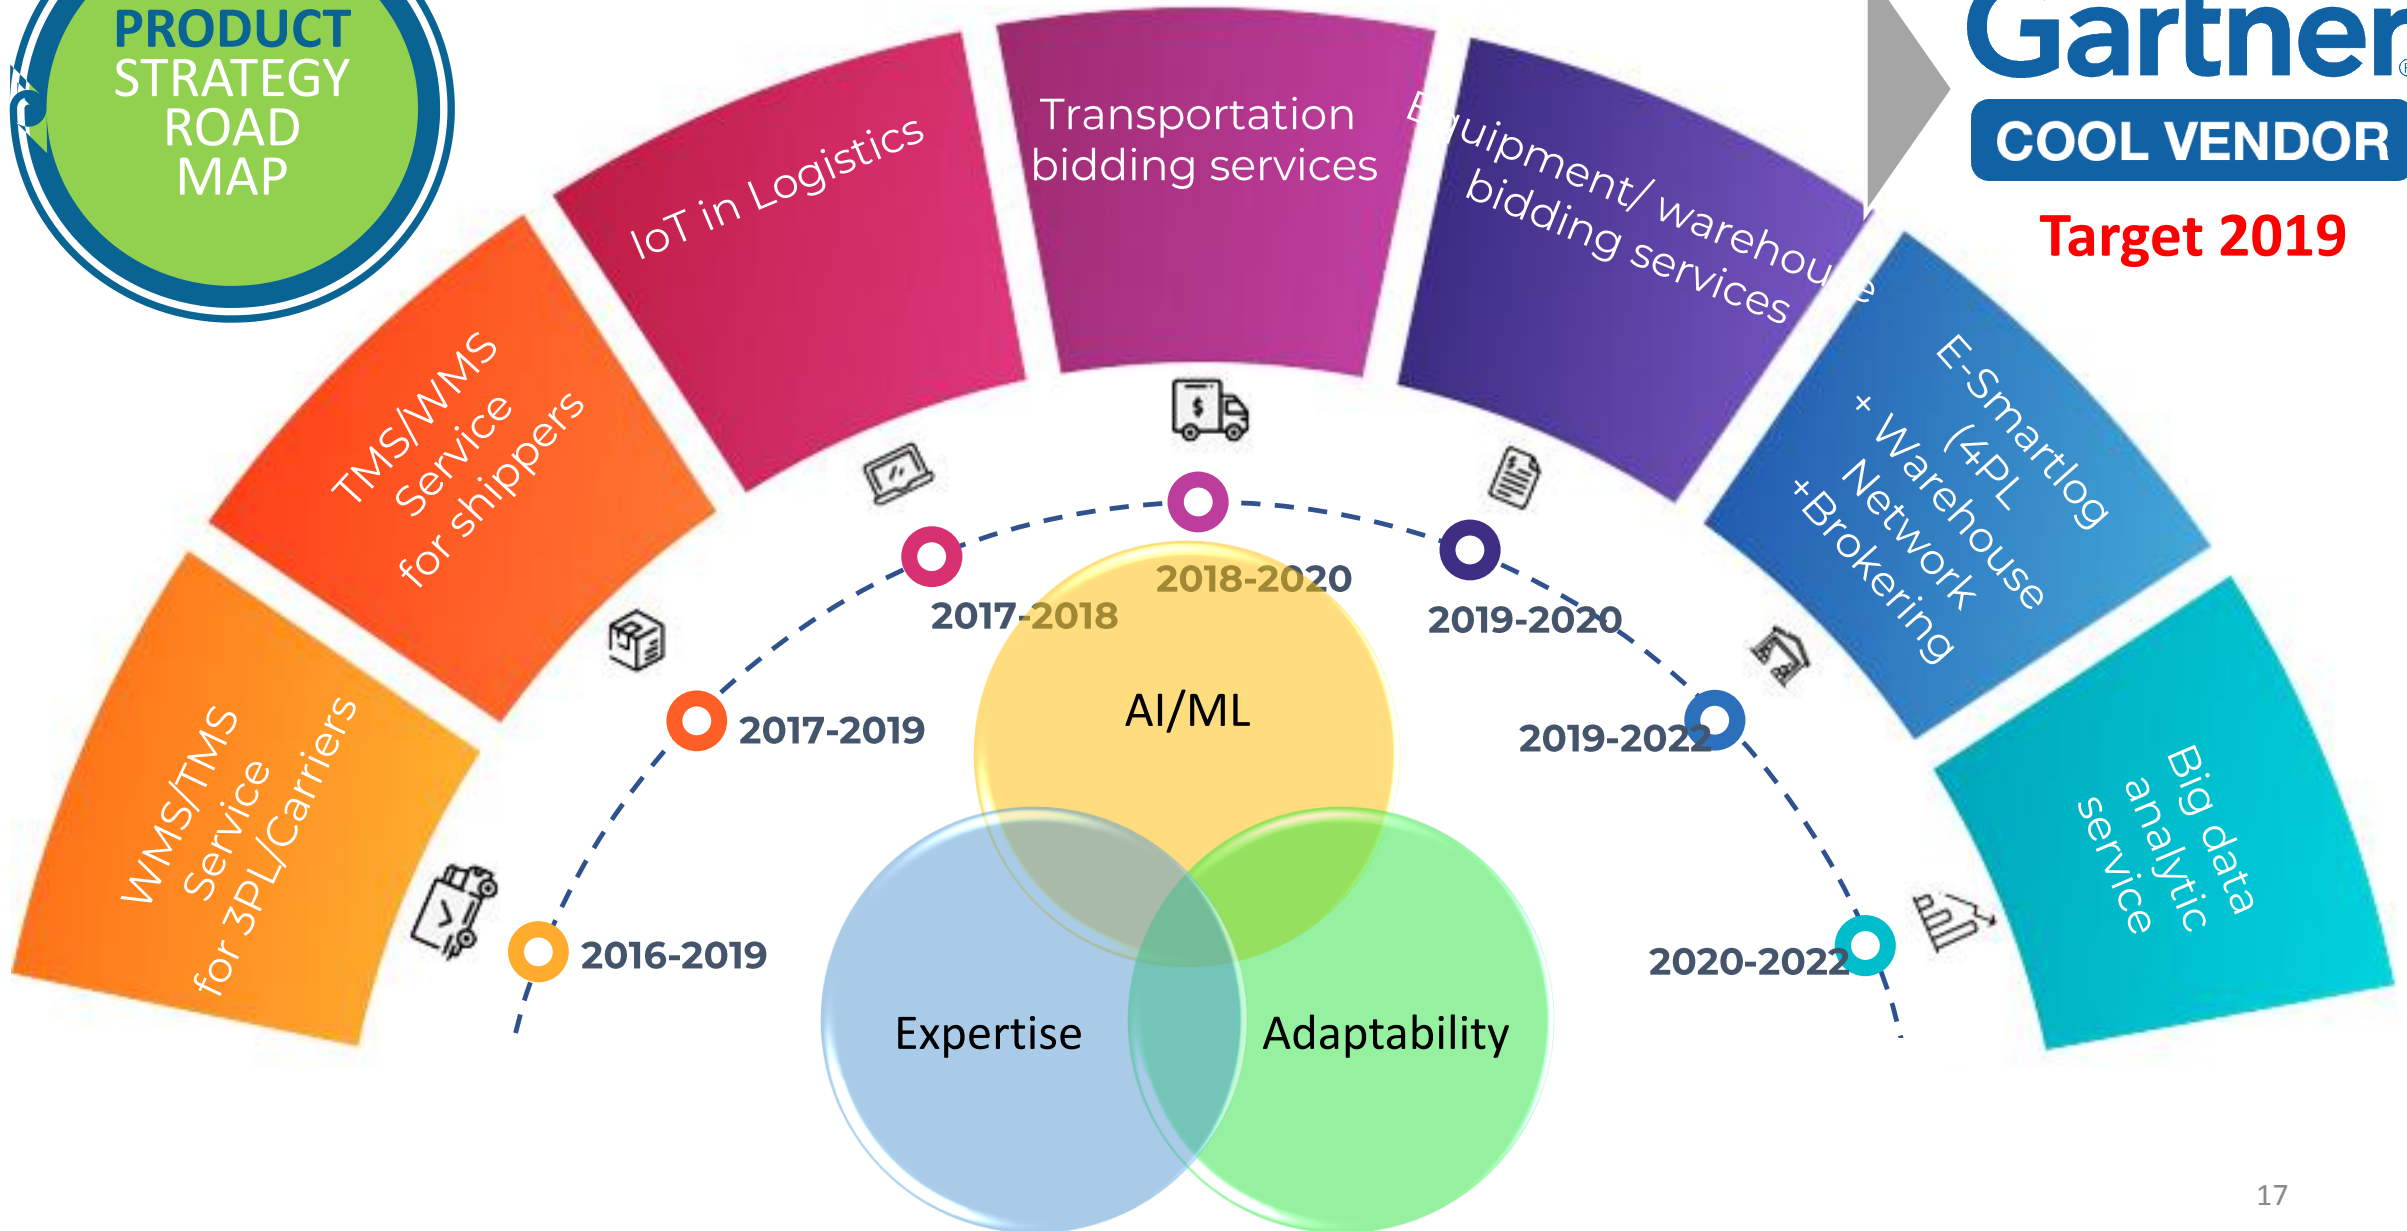 PRODUCT
STRATEGY
ROAD
MAP
Gartner®
COOL VENDOR
Target 2019
WMS/TMS
Service
for 3PL/Carriers
TMS/WMS
Service
for shippers
IoT in Logistics
Transportation
bidding services
Equipment/ warehouse
bidding services
E-Smartlog
(4PL
+ Warehouse
Network
+Brokering
Big data
analytic
service
2016-2019
2017-2019
2017-2018
2018-2020
2019-2020
2019-2022
2020-2022
AI/ML
Expertise
Adaptability
17